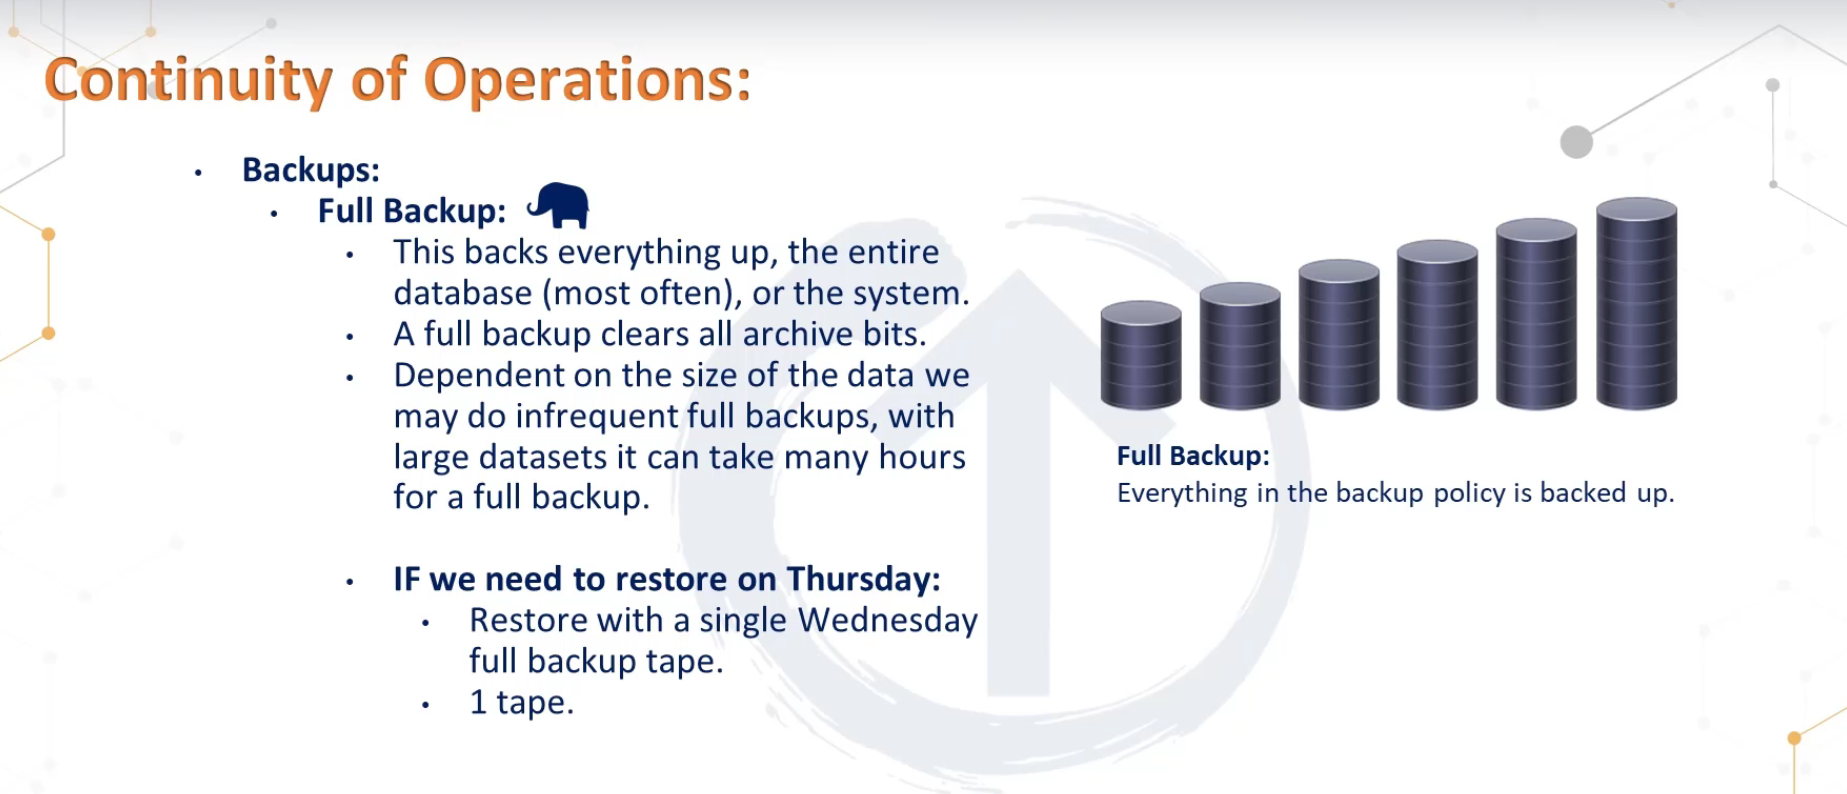 Continuity of Operations:
• Backups:
• Full Backup:
• This backs everything up, the entire
database (most often), or the system.
• A full backup clears all archive bits.
• Dependent on the size of the data we
may do infrequent full backups, with
large datasets it can take many hours
for a full backup.
• IF we need to restore on Thursday:
• Restore with a single Wednesday
full backup tape.
• 1 tape.
Full Backup:
Everything in the backup policy is backed up.